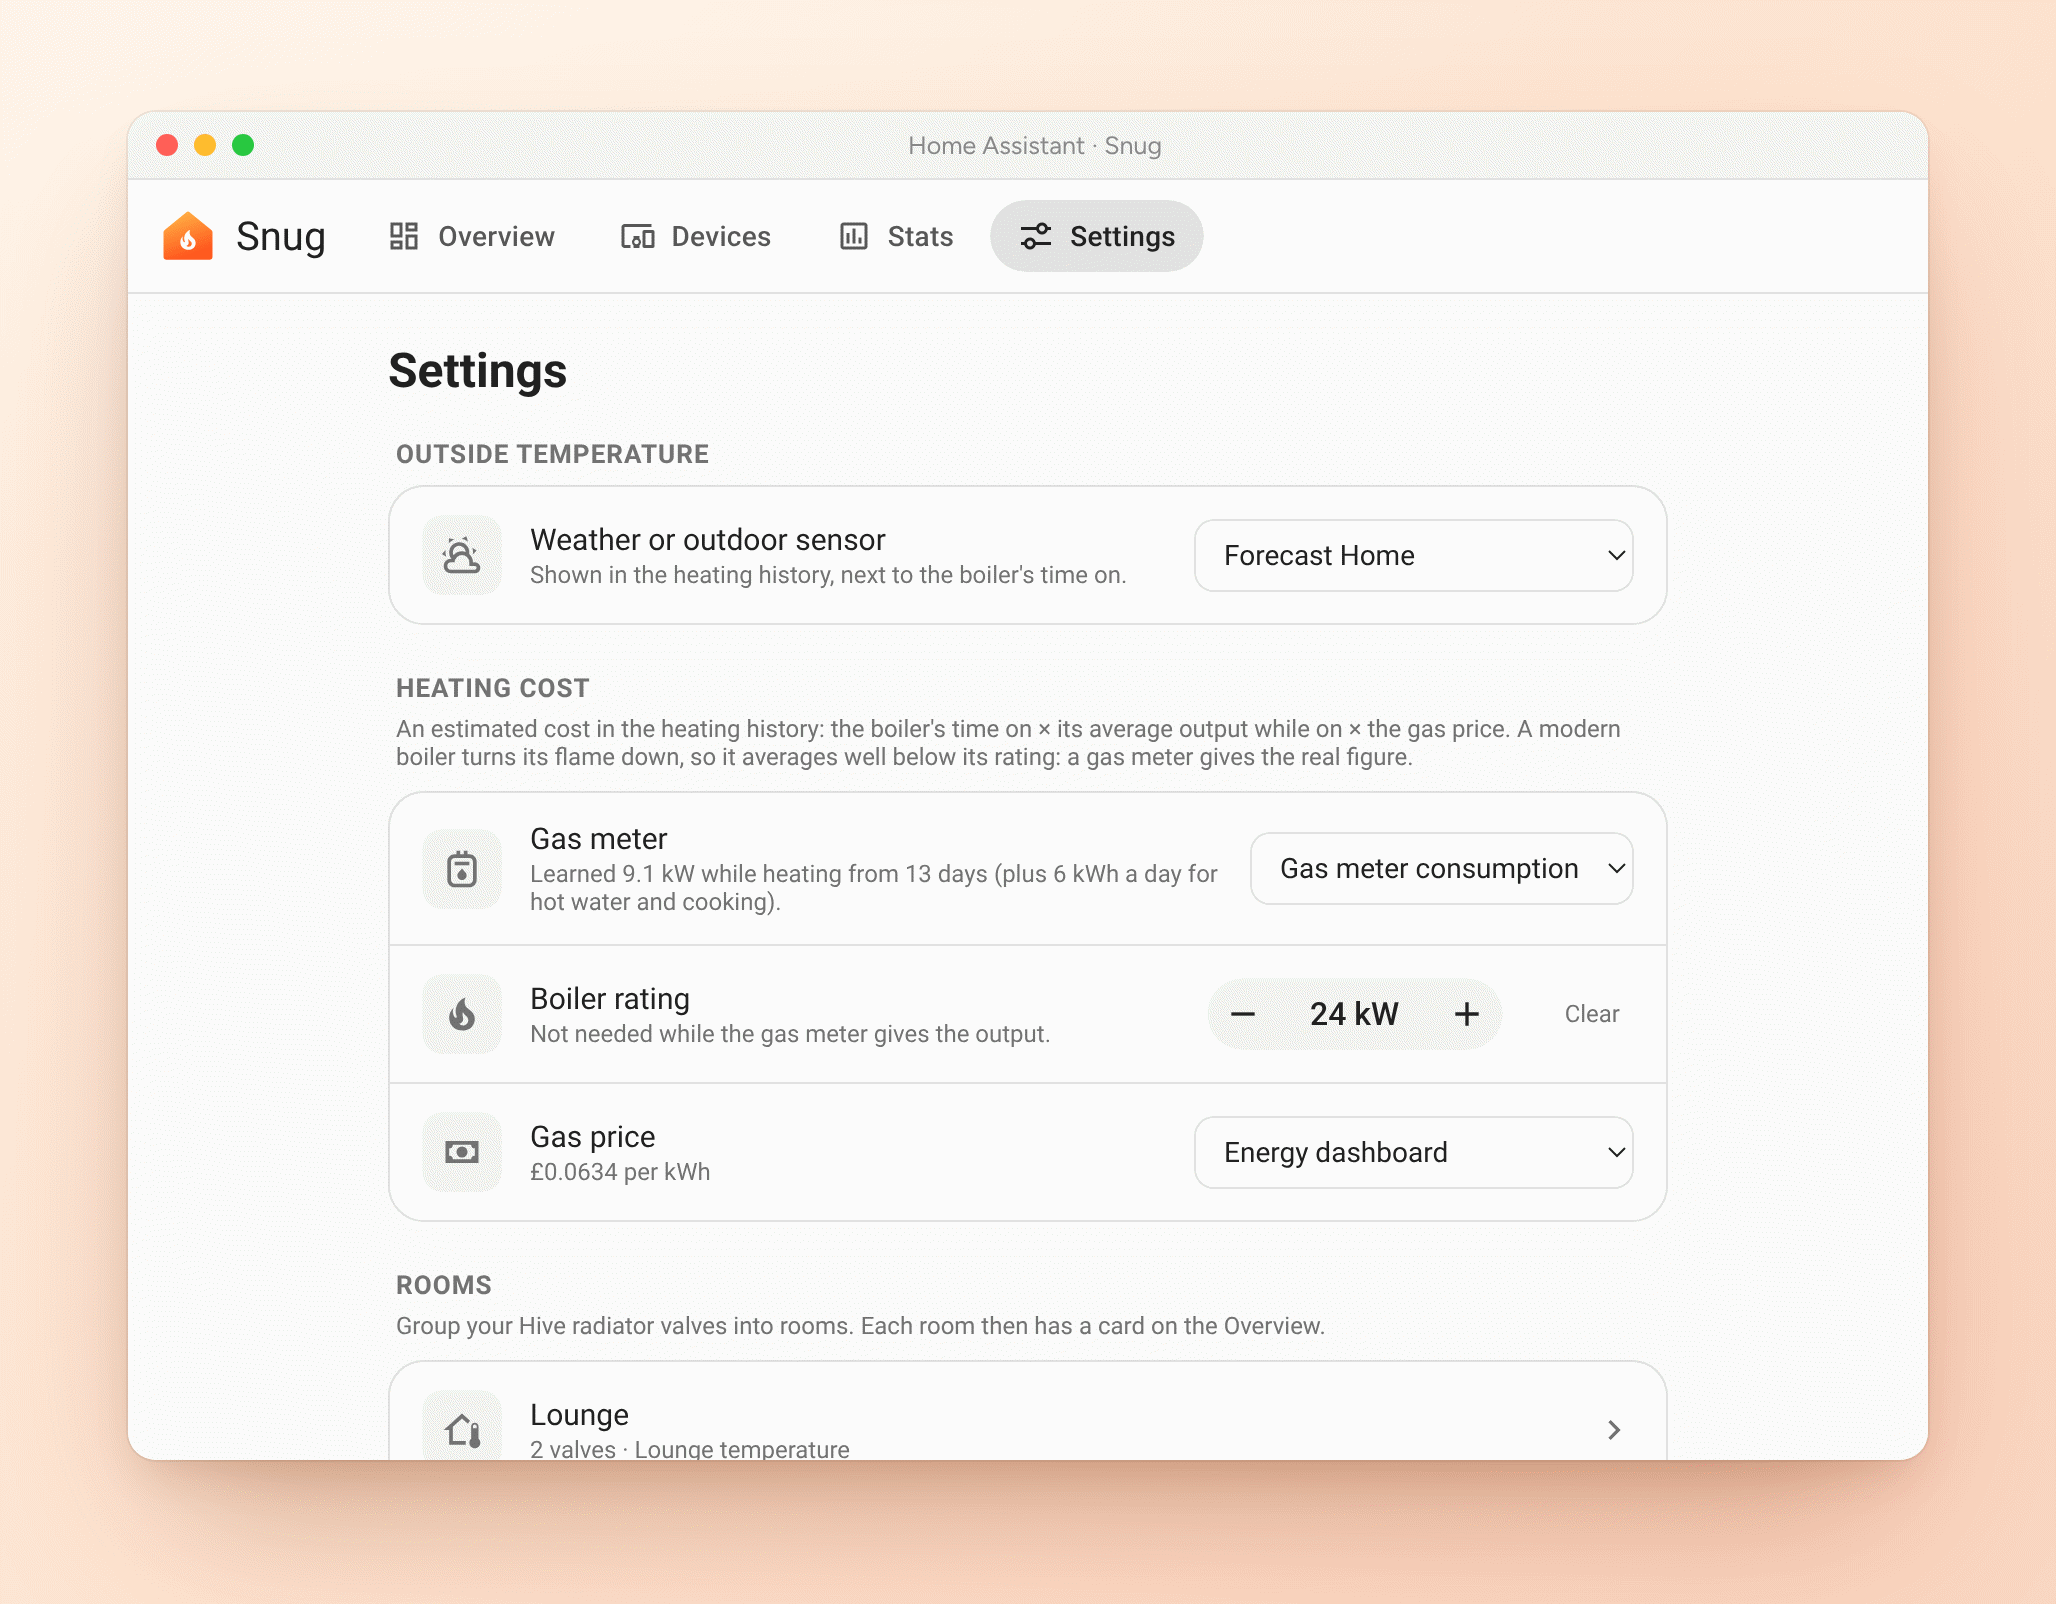 Home Assistant · Snug
Snug
Overview
Devices
Stats
Settings
Settings
OUTSIDE TEMPERATURE
Weather or outdoor sensor
Shown in the heating history, next to the boiler's time on.
Forecast Home
HEATING COST
An estimated cost in the heating history: the boiler's time on × its average output while on × the gas price. A modern
boiler turns its flame down, so it averages well below its rating: a gas meter gives the real figure.
Gas meter
Learned 9.1 kW while heating from 13 days (plus 6 kWh a day for
hot water and cooking).
Gas meter consumption
Boiler rating
Not needed while the gas meter gives the output.
− 24 kW +
Clear
Gas price
£0.0634 per kWh
Energy dashboard
ROOMS
Group your Hive radiator valves into rooms. Each room then has a card on the Overview.
Lounge
2 valves · Lounge temperature